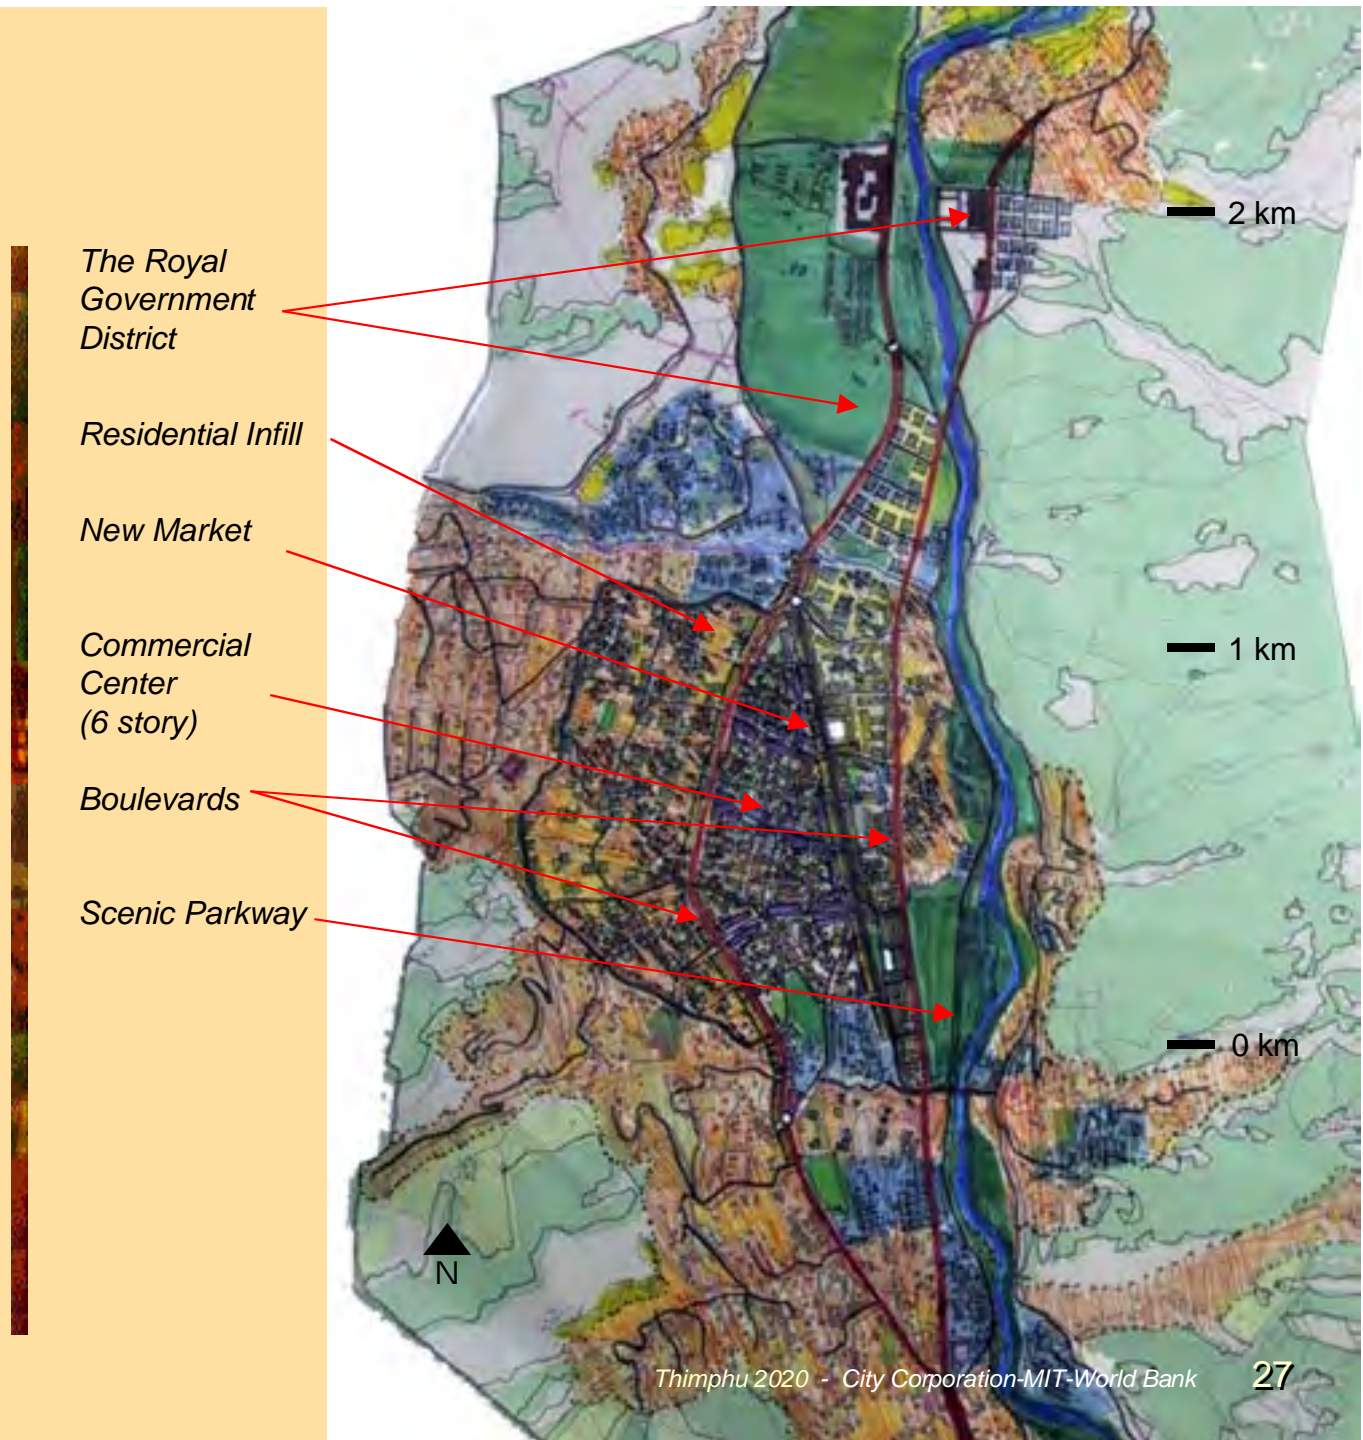 The Royal
Government
District
Residential Infill
New Market
Commercial
Center
(6 story)
Boulevards
Scenic Parkway
2 km
1 km
0 km
N
Thimphu 2020 - City Corporation-MIT-World Bank 27